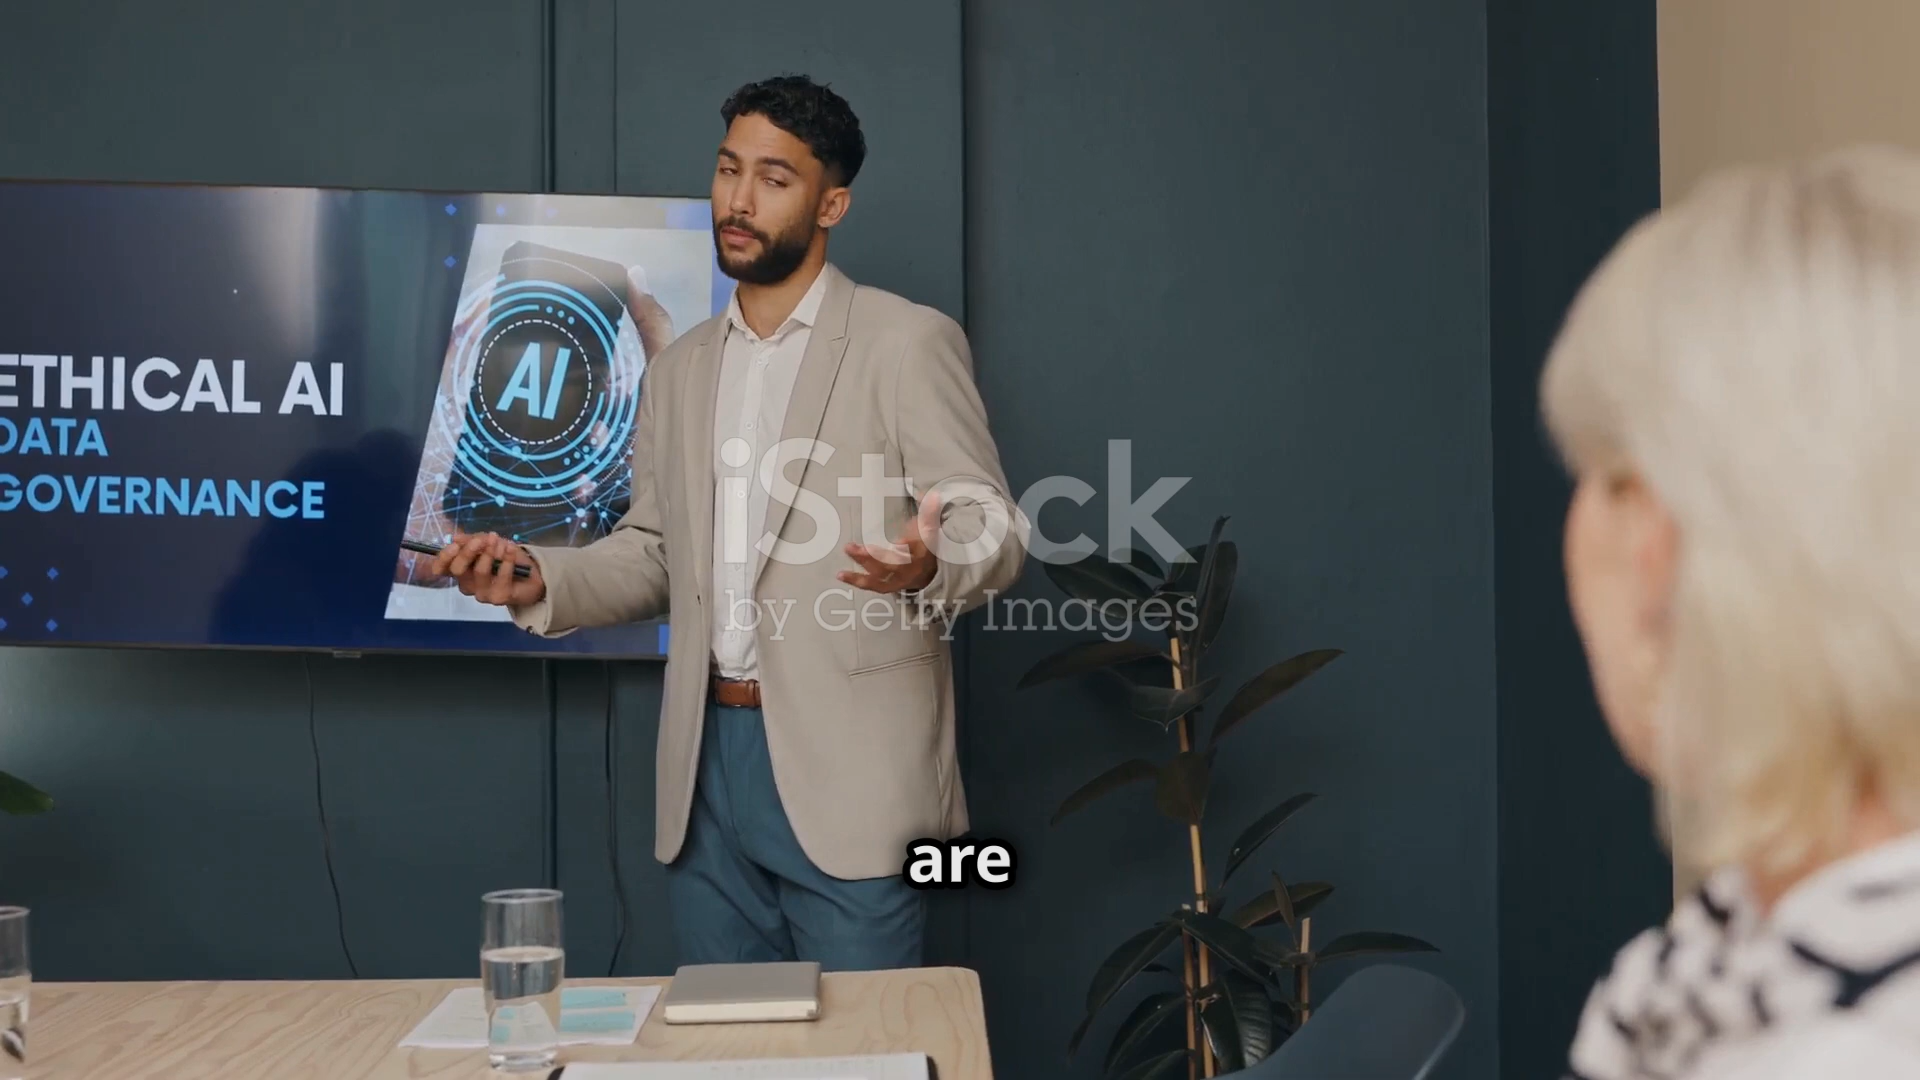 ETHICAL AI
DATA
GOVERNANCE
AI
iStock
by Getty Images
are